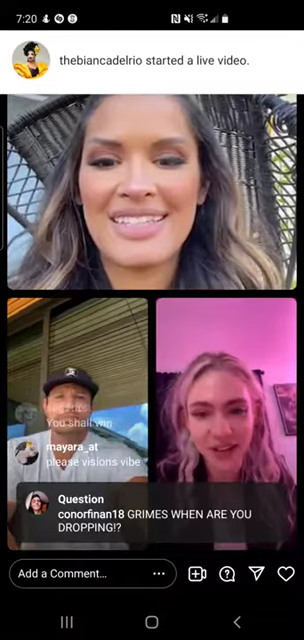 7:20
thebiancadelrio started a live video.
You shall win
mayara_at
please visions vibe
Question
conorfinan18 GRIMES WHEN ARE YOU
DROPPING!?
Add a Comment...